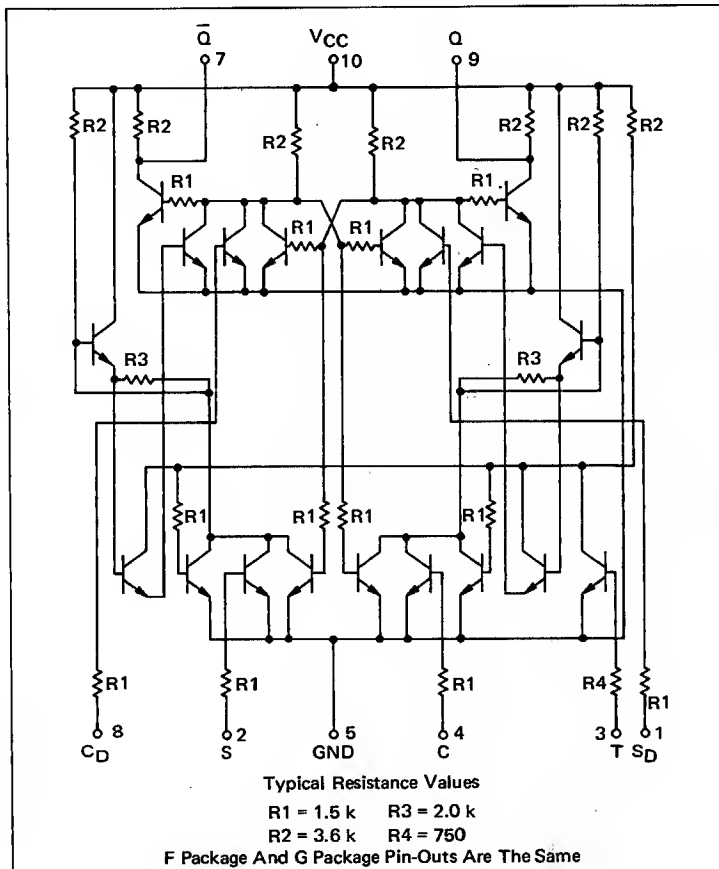 Q̅ VCC Q
7 10 9
R2 R2 R2 R2 R2 R2 R2
R1 R1
R1 R1
R3 R3
R1 R1 R1 R1
R1 R1 R1 R4 R1
8 2 5 4 3 1
CD S GND C T SD
Typical Resistance Values
R1 = 1.5 k R3 = 2.0 k
R2 = 3.6 k R4 = 750
F Package And G Package Pin-Outs Are The Same